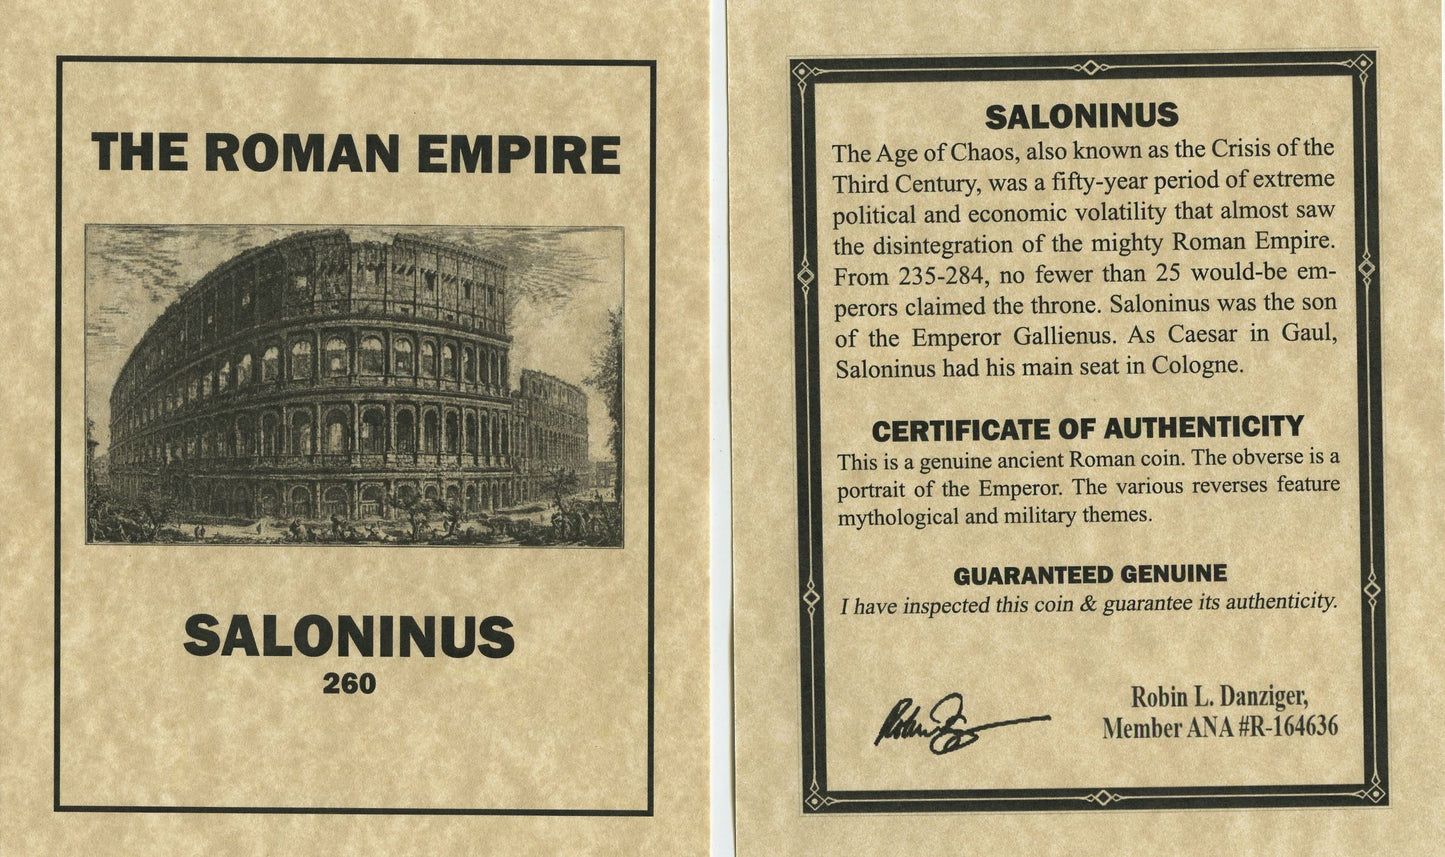 THE ROMAN EMPIRE
SALONINUS
260
SALONINUS
The Age of Chaos, also known as the Crisis of the
Third Century, was a fifty-year period of extreme
political and economic volatility that almost saw
the disintegration of the mighty Roman Empire.
From 235-284, no fewer than 25 would-be em-
perors claimed the throne. Saloninus was the son
of the Emperor Gallienus. As Caesar in Gaul,
Saloninus had his main seat in Cologne.
CERTIFICATE OF AUTHENTICITY
This is a genuine ancient Roman coin. The obverse is a
portrait of the Emperor. The various reverses feature
mythological and military themes.
GUARANTEED GENUINE
I have inspected this coin & guarantee its authenticity.
Robin L. Danziger,
Member ANA #R-164636